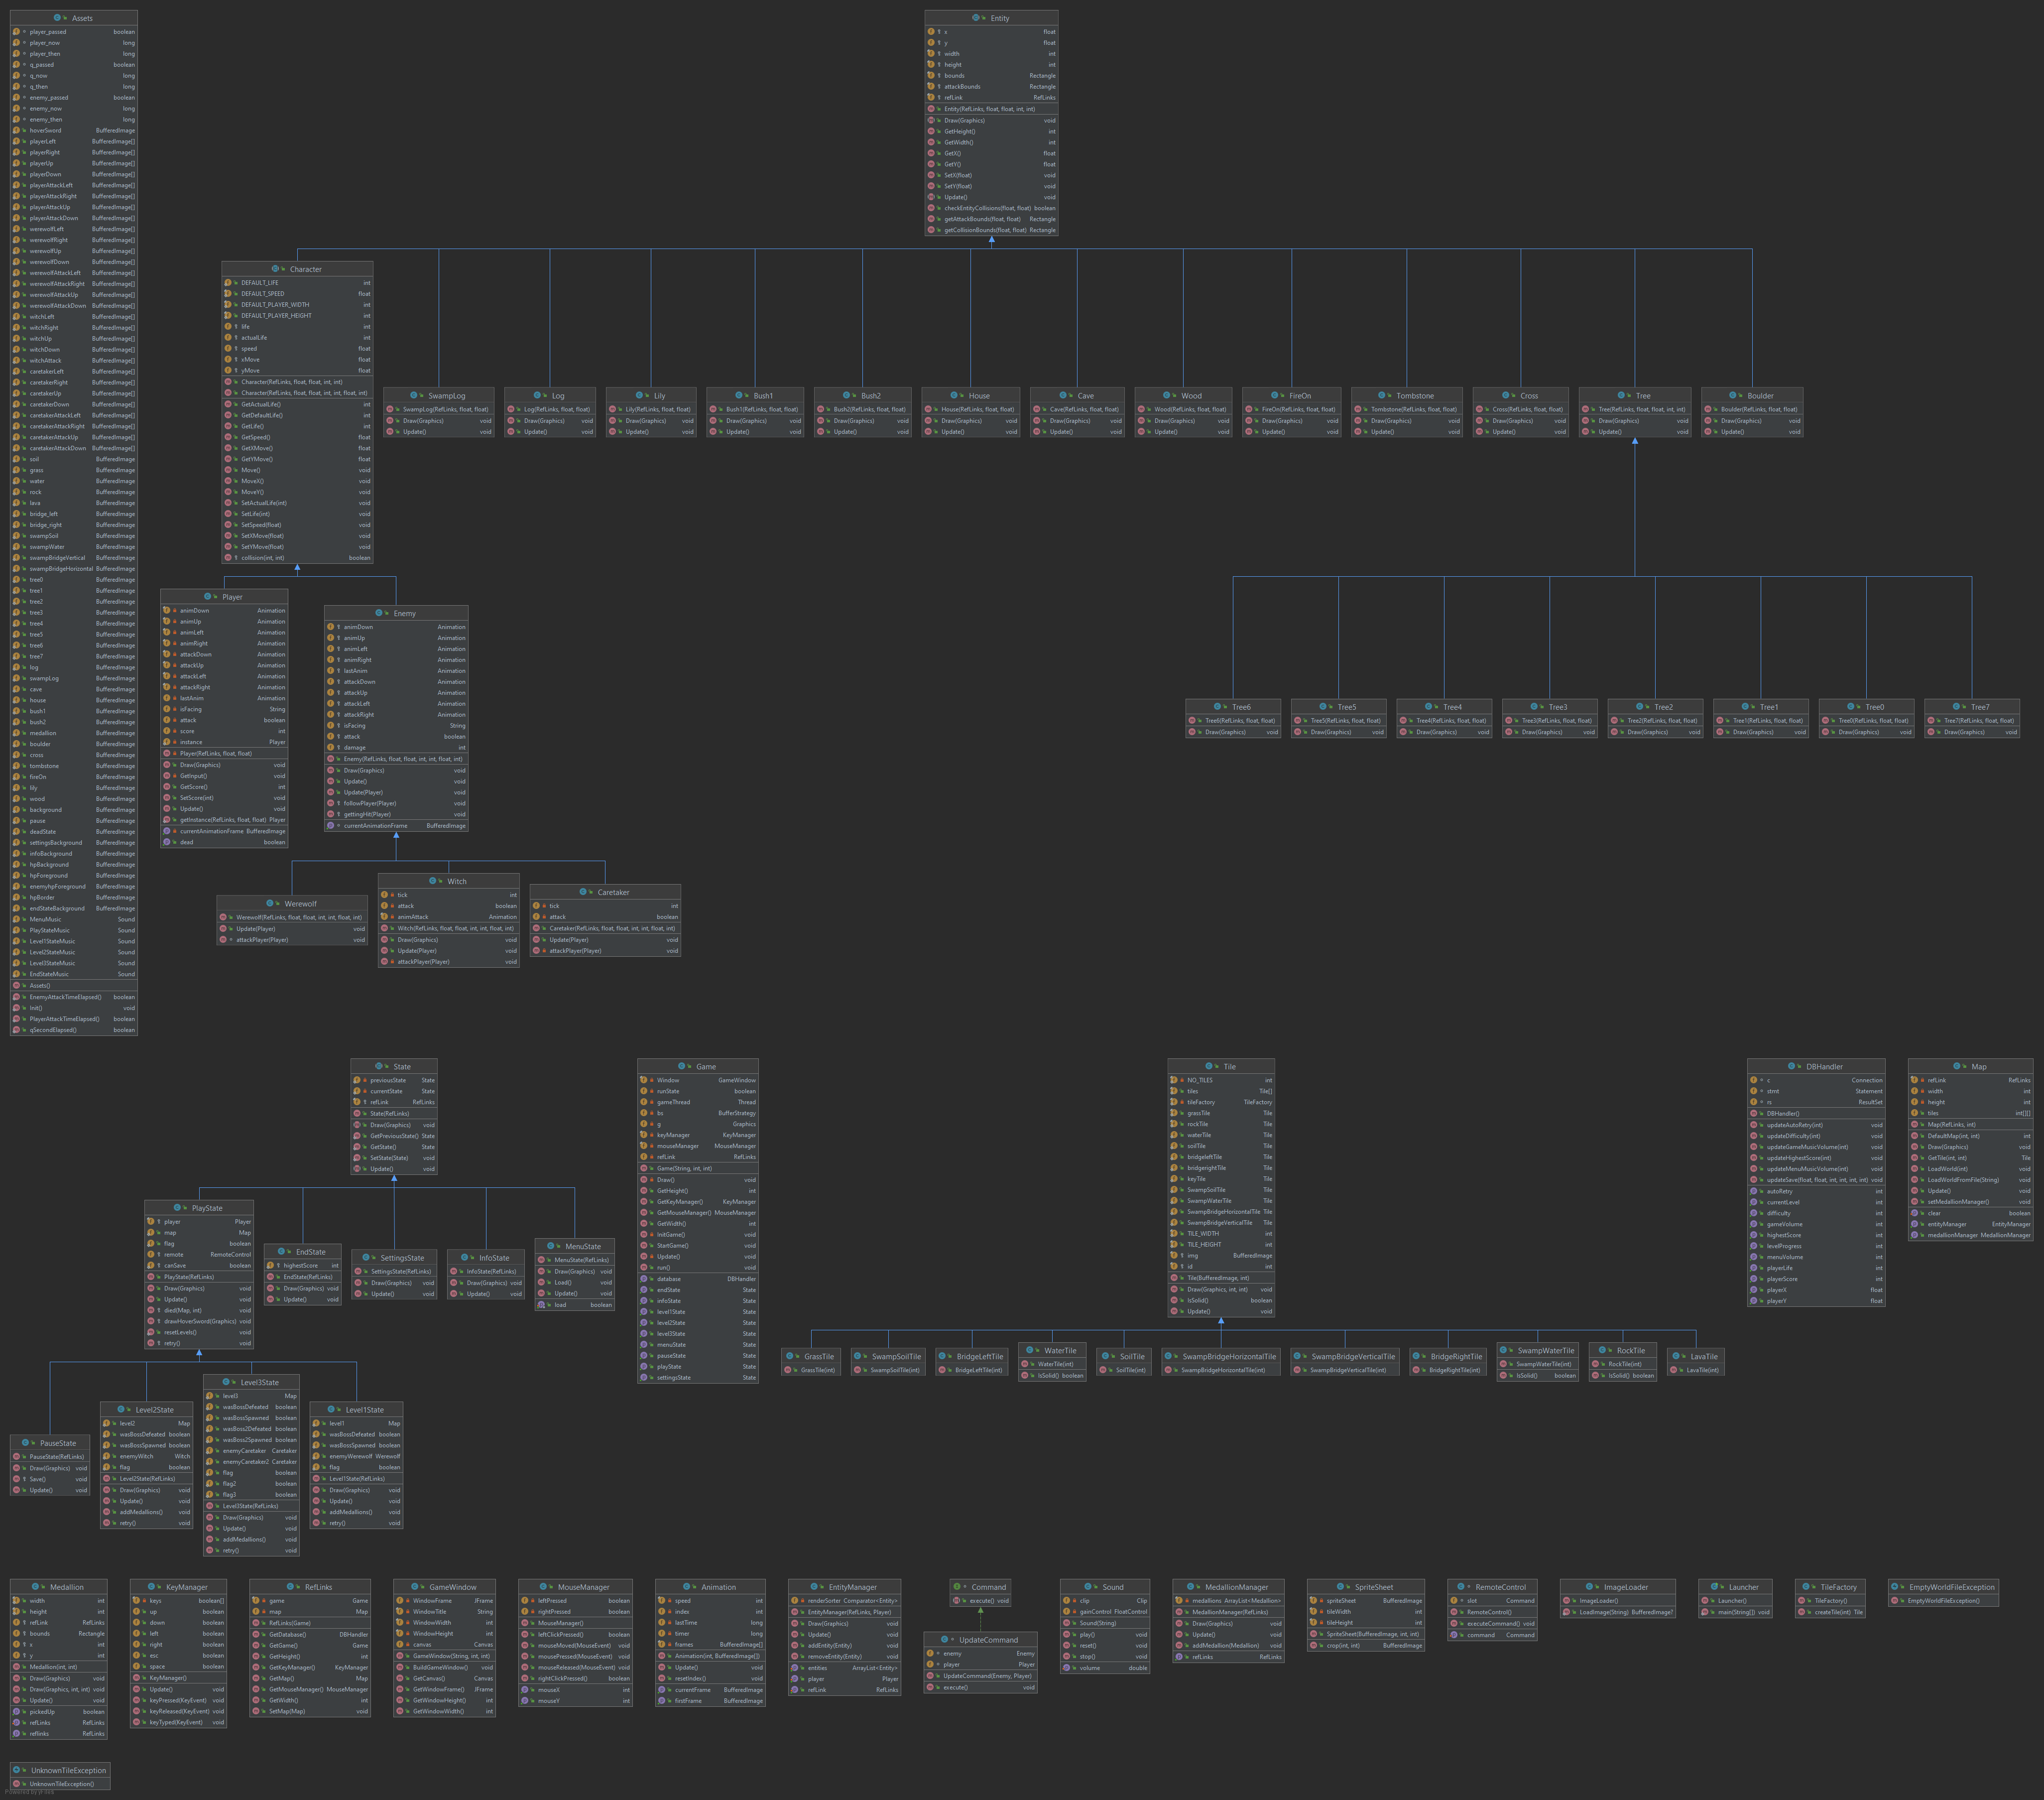 Assets
player_passed boolean
player_now long
player_then long
q_passed boolean
q_now long
q_then long
enemy_passed boolean
enemy_now long
enemy_then long
hoverSword BufferedImage
playerLeft BufferedImage[]
playerRight BufferedImage[]
playerUp BufferedImage[]
playerDown BufferedImage[]
playerAttackLeft BufferedImage[]
playerAttackRight BufferedImage[]
playerAttackUp BufferedImage[]
playerAttackDown BufferedImage[]
werewolfLeft BufferedImage[]
werewolfRight BufferedImage[]
werewolfUp BufferedImage[]
werewolfDown BufferedImage[]
werewolfAttackLeft BufferedImage[]
werewolfAttackRight BufferedImage[]
werewolfAttackUp BufferedImage[]
werewolfAttackDown BufferedImage[]
witchLeft BufferedImage[]
witchRight BufferedImage[]
witchUp BufferedImage[]
witchDown BufferedImage[]
witchAttack BufferedImage[]
caretakerLeft BufferedImage[]
caretakerRight BufferedImage[]
caretakerUp BufferedImage[]
caretakerDown BufferedImage[]
caretakerAttackLeft BufferedImage[]
caretakerAttackRight BufferedImage[]
caretakerAttackUp BufferedImage[]
caretakerAttackDown BufferedImage[]
soil BufferedImage
grass BufferedImage
water BufferedImage
rock BufferedImage
lava BufferedImage
bridge_left BufferedImage
bridge_right BufferedImage
swampSoil BufferedImage
swampWater BufferedImage
swampBridgeVertical BufferedImage
swampBridgeHorizontal BufferedImage
tree0 BufferedImage
tree1 BufferedImage
tree2 BufferedImage
tree3 BufferedImage
tree4 BufferedImage
tree5 BufferedImage
tree6 BufferedImage
tree7 BufferedImage
log BufferedImage
swampLog BufferedImage
cave BufferedImage
house BufferedImage
bush1 BufferedImage
bush2 BufferedImage
medallion BufferedImage
boulder BufferedImage
cross BufferedImage
tombstone BufferedImage
fireOn BufferedImage
lily BufferedImage
wood BufferedImage
background BufferedImage
pause BufferedImage
deadState BufferedImage
settingsBackground BufferedImage
infoBackground BufferedImage
hpBackground BufferedImage
hpForeground BufferedImage
enemyhpForeground BufferedImage
hpBorder BufferedImage
endStateBackground BufferedImage
MenuMusic Sound
PlayStateMusic Sound
Level1StateMusic Sound
Level2StateMusic Sound
Level3StateMusic Sound
EndStateMusic Sound
Assets()
EnemyAttackTimeElapsed() boolean
Init() void
PlayerAttackTimeElapsed() boolean
qSecondElapsed() boolean
Entity
x float
y float
width int
height int
bounds Rectangle
attackBounds Rectangle
refLink RefLinks
Entity(RefLinks, float, float, int, int)
Draw(Graphics) void
GetHeight() int
GetWidth() int
GetX() float
GetY() float
SetX(float) void
SetY(float) void
Update() void
checkEntityCollisions(float, float) boolean
getAttackBounds(float, float) Rectangle
getCollisionBounds(float, float) Rectangle
Character
DEFAULT_LIFE int
DEFAULT_SPEED float
DEFAULT_PLAYER_WIDTH int
DEFAULT_PLAYER_HEIGHT int
life int
actualLife int
speed float
xMove float
yMove float
Character(RefLinks, float, float, int, int)
Character(RefLinks, float, float, int, int, float, int)
GetActualLife() int
GetDefaultLife() int
GetLife() int
GetSpeed() float
GetXMove() float
GetYMove() float
Move() void
MoveX() void
MoveY() void
SetActualLife(int) void
SetLife(int) void
SetSpeed(float) void
SetXMove(float) void
SetYMove(float) void
collision(int, int) boolean
SwampLog
SwampLog(RefLinks, float, float)
Draw(Graphics) void
Update() void
Log
Log(RefLinks, float, float)
Draw(Graphics) void
Update() void
Lily
Lily(RefLinks, float, float)
Draw(Graphics) void
Update() void
Bush1
Bush1(RefLinks, float, float)
Draw(Graphics) void
Update() void
Bush2
Bush2(RefLinks, float, float)
Draw(Graphics) void
Update() void
House
House(RefLinks, float, float)
Draw(Graphics) void
Update() void
Cave
Cave(RefLinks, float, float)
Draw(Graphics) void
Update() void
Wood
Wood(RefLinks, float, float)
Draw(Graphics) void
Update() void
FireOn
FireOn(RefLinks, float, float)
Draw(Graphics) void
Update() void
Tombstone
Tombstone(RefLinks, float, float)
Draw(Graphics) void
Update() void
Cross
Cross(RefLinks, float, float)
Draw(Graphics) void
Update() void
Tree
Tree(RefLinks, float, float, int, int)
Draw(Graphics) void
Update() void
Boulder
Boulder(RefLinks, float, float)
Draw(Graphics) void
Update() void
Player
animDown Animation
animUp Animation
animLeft Animation
animRight Animation
attackDown Animation
attackUp Animation
attackLeft Animation
attackRight Animation
lastAnim Animation
isFacing String
attack boolean
score int
instance Player
Player(RefLinks, float, float)
Draw(Graphics) void
GetInput() void
GetScore() int
SetScore(int) void
Update() void
getInstance(RefLinks, float, float) Player
currentAnimationFrame BufferedImage
dead boolean
Enemy
animDown Animation
animUp Animation
animLeft Animation
animRight Animation
lastAnim Animation
attackDown Animation
attackUp Animation
attackLeft Animation
attackRight Animation
isFacing String
attack boolean
damage int
Enemy(RefLinks, float, float, int, int, float, int)
Draw(Graphics) void
Update() void
Update(Player) void
followPlayer(Player) void
gettingHit(Player) void
currentAnimationFrame BufferedImage
Tree6
Tree6(RefLinks, float, float)
Draw(Graphics) void
Tree5
Tree5(RefLinks, float, float)
Draw(Graphics) void
Tree4
Tree4(RefLinks, float, float)
Draw(Graphics) void
Tree3
Tree3(RefLinks, float, float)
Draw(Graphics) void
Tree2
Tree2(RefLinks, float, float)
Draw(Graphics) void
Tree1
Tree1(RefLinks, float, float)
Draw(Graphics) void
Tree0
Tree0(RefLinks, float, float)
Draw(Graphics) void
Tree7
Tree7(RefLinks, float, float)
Draw(Graphics) void
Werewolf
Werewolf(RefLinks, float, float, int, int, float, int)
Update(Player) void
attackPlayer(Player) void
Witch
tick int
attack boolean
animAttack Animation
Witch(RefLinks, float, float, int, int, float, int)
Draw(Graphics) void
Update(Player) void
attackPlayer(Player) void
Caretaker
tick int
attack boolean
Caretaker(RefLinks, float, float, int, int, float, int)
Update(Player) void
attackPlayer(Player) void
State
previousState State
currentState State
refLink RefLinks
State(RefLinks)
Draw(Graphics) void
GetPreviousState() State
GetState() State
SetState(State) void
Update() void
Game
Window GameWindow
runState boolean
gameThread Thread
bs BufferStrategy
g Graphics
keyManager KeyManager
mouseManager MouseManager
refLink RefLinks
Game(String, int, int)
Draw() void
GetHeight() int
GetKeyManager() KeyManager
GetMouseManager() MouseManager
GetWidth() int
InitGame() void
StartGame() void
Update() void
run() void
database DBHandler
endState State
infoState State
level1State State
level2State State
level3State State
menuState State
pauseState State
playState State
settingsState State
Tile
NO_TILES int
tiles Tile[]
tileFactory TileFactory
grassTile Tile
rockTile Tile
waterTile Tile
soilTile Tile
bridgeleftTile Tile
bridgerightTile Tile
keyTile Tile
SwampSoilTile Tile
SwampWaterTile Tile
SwampBridgeHorizontalTile Tile
SwampBridgeVerticalTile Tile
TILE_WIDTH int
TILE_HEIGHT int
img BufferedImage
id int
Tile(BufferedImage, int)
Draw(Graphics, int, int) void
IsSolid() boolean
Update() void
DBHandler
c Connection
stmt Statement
rs ResultSet
DBHandler()
updateAutoRetry(int) void
updateDifficulty(int) void
updateGameMusicVolume(int) void
updateHighestScore(int) void
updateMenuMusicVolume(int) void
updateSave(float, float, int, int, int, int) void
autoRetry int
currentLevel int
difficulty int
gameVolume int
highestScore int
levelProgress int
menuVolume int
playerLife int
playerScore int
playerX float
playerY float
Map
refLink RefLinks
width int
height int
tiles int[][]
Map(RefLinks, int)
DefaultMap(int, int) int
Draw(Graphics) void
GetTile(int, int) Tile
LoadWorld(int) void
LoadWorldFromFile(String) void
Update() void
setMedallionManager() void
clear boolean
entityManager EntityManager
medallionManager MedallionManager
PlayState
player Player
map Map
flag boolean
remote RemoteControl
canSave boolean
PlayState(RefLinks)
Draw(Graphics) void
Update() void
died(Map, int) void
drawHoverSword(Graphics) void
resetLevels() void
retry() void
EndState
highestScore int
EndState(RefLinks)
Draw(Graphics) void
Update() void
SettingsState
SettingsState(RefLinks)
Draw(Graphics) void
Update() void
InfoState
InfoState(RefLinks)
Draw(Graphics) void
Update() void
MenuState
MenuState(RefLinks)
Draw(Graphics) void
Load() void
Update() void
load boolean
GrassTile
GrassTile(int)
SwampSoilTile
SwampSoilTile(int)
BridgeLeftTile
BridgeLeftTile(int)
WaterTile
WaterTile(int)
IsSolid() boolean
SoilTile
SoilTile(int)
SwampBridgeHorizontalTile
SwampBridgeHorizontalTile(int)
SwampBridgeVerticalTile
SwampBridgeVerticalTile(int)
BridgeRightTile
BridgeRightTile(int)
SwampWaterTile
SwampWaterTile(int)
IsSolid() boolean
RockTile
RockTile(int)
IsSolid() boolean
LavaTile
LavaTile(int)
PauseState
PauseState(RefLinks)
Draw(Graphics) void
Save() void
Update() void
Level2State
level2 Map
wasBossDefeated boolean
wasBossSpawned boolean
enemyWitch Witch
flag boolean
Level2State(RefLinks)
Draw(Graphics) void
Update() void
addMedallions() void
retry() void
Level3State
level3 Map
wasBossDefeated boolean
wasBossSpawned boolean
wasBoss2Defeated boolean
wasBoss2Spawned boolean
enemyCaretaker Caretaker
enemyCaretaker2 Caretaker
flag boolean
flag2 boolean
flag3 boolean
Level3State(RefLinks)
Draw(Graphics) void
Update() void
addMedallions() void
retry() void
Level1State
level1 Map
wasBossDefeated boolean
wasBossSpawned boolean
enemyWerewolf Werewolf
flag boolean
Level1State(RefLinks)
Draw(Graphics) void
Update() void
addMedallions() void
retry() void
Medallion
width int
height int
refLink RefLinks
bounds Rectangle
x int
y int
Medallion(int, int)
Draw(Graphics) void
Draw(Graphics, int, int) void
Update() void
pickedUp boolean
refLinks RefLinks
reflinks RefLinks
KeyManager
keys boolean[]
up boolean
down boolean
left boolean
right boolean
esc boolean
space boolean
KeyManager()
Update() void
keyPressed(KeyEvent) void
keyReleased(KeyEvent) void
keyTyped(KeyEvent) void
RefLinks
game Game
map Map
RefLinks(Game)
GetDatabase() DBHandler
GetGame() Game
GetHeight() int
GetKeyManager() KeyManager
GetMap() Map
GetMouseManager() MouseManager
GetWidth() int
SetMap(Map) void
GameWindow
WindowFrame JFrame
WindowTitle String
WindowWidth int
WindowHeight int
canvas Canvas
GameWindow(String, int, int)
BuildGameWindow() void
GetCanvas() Canvas
GetWindowFrame() JFrame
GetWindowHeight() int
GetWindowWidth() int
MouseManager
leftPressed boolean
rightPressed boolean
MouseManager()
leftClickPressed() boolean
mouseMoved(MouseEvent) void
mousePressed(MouseEvent) void
mouseReleased(MouseEvent) void
rightClickPressed() boolean
mouseX int
mouseY int
Animation
speed int
index int
lastTime long
timer long
frames BufferedImage[]
Animation(int, BufferedImage[])
Update() void
resetIndex() void
currentFrame BufferedImage
firstFrame BufferedImage
EntityManager
renderSorter Comparator<Entity>
EntityManager(RefLinks, Player)
Draw(Graphics) void
Update() void
addEntity(Entity) void
removeEntity(Entity) void
entities ArrayList<Entity>
player Player
refLink RefLinks
Command
execute() void
UpdateCommand
enemy Enemy
player Player
UpdateCommand(Enemy, Player)
execute() void
Sound
clip Clip
gainControl FloatControl
Sound(String)
play() void
reset() void
stop() void
volume double
MedallionManager
medallions ArrayList<Medallion>
MedallionManager(RefLinks)
Draw(Graphics) void
Update() void
addMedallion(Medallion) void
refLinks RefLinks
SpriteSheet
spriteSheet BufferedImage
tileWidth int
tileHeight int
SpriteSheet(BufferedImage, int, int)
crop(int, int) BufferedImage
RemoteControl
slot Command
RemoteControl()
executeCommand() void
command Command
ImageLoader
ImageLoader()
LoadImage(String) BufferedImage?
Launcher
Launcher()
main(String[]) void
TileFactory
TileFactory()
createTile(int) Tile
EmptyWorldFileException
EmptyWorldFileException()
UnknownTileException
UnknownTileException()
Powered by yFiles